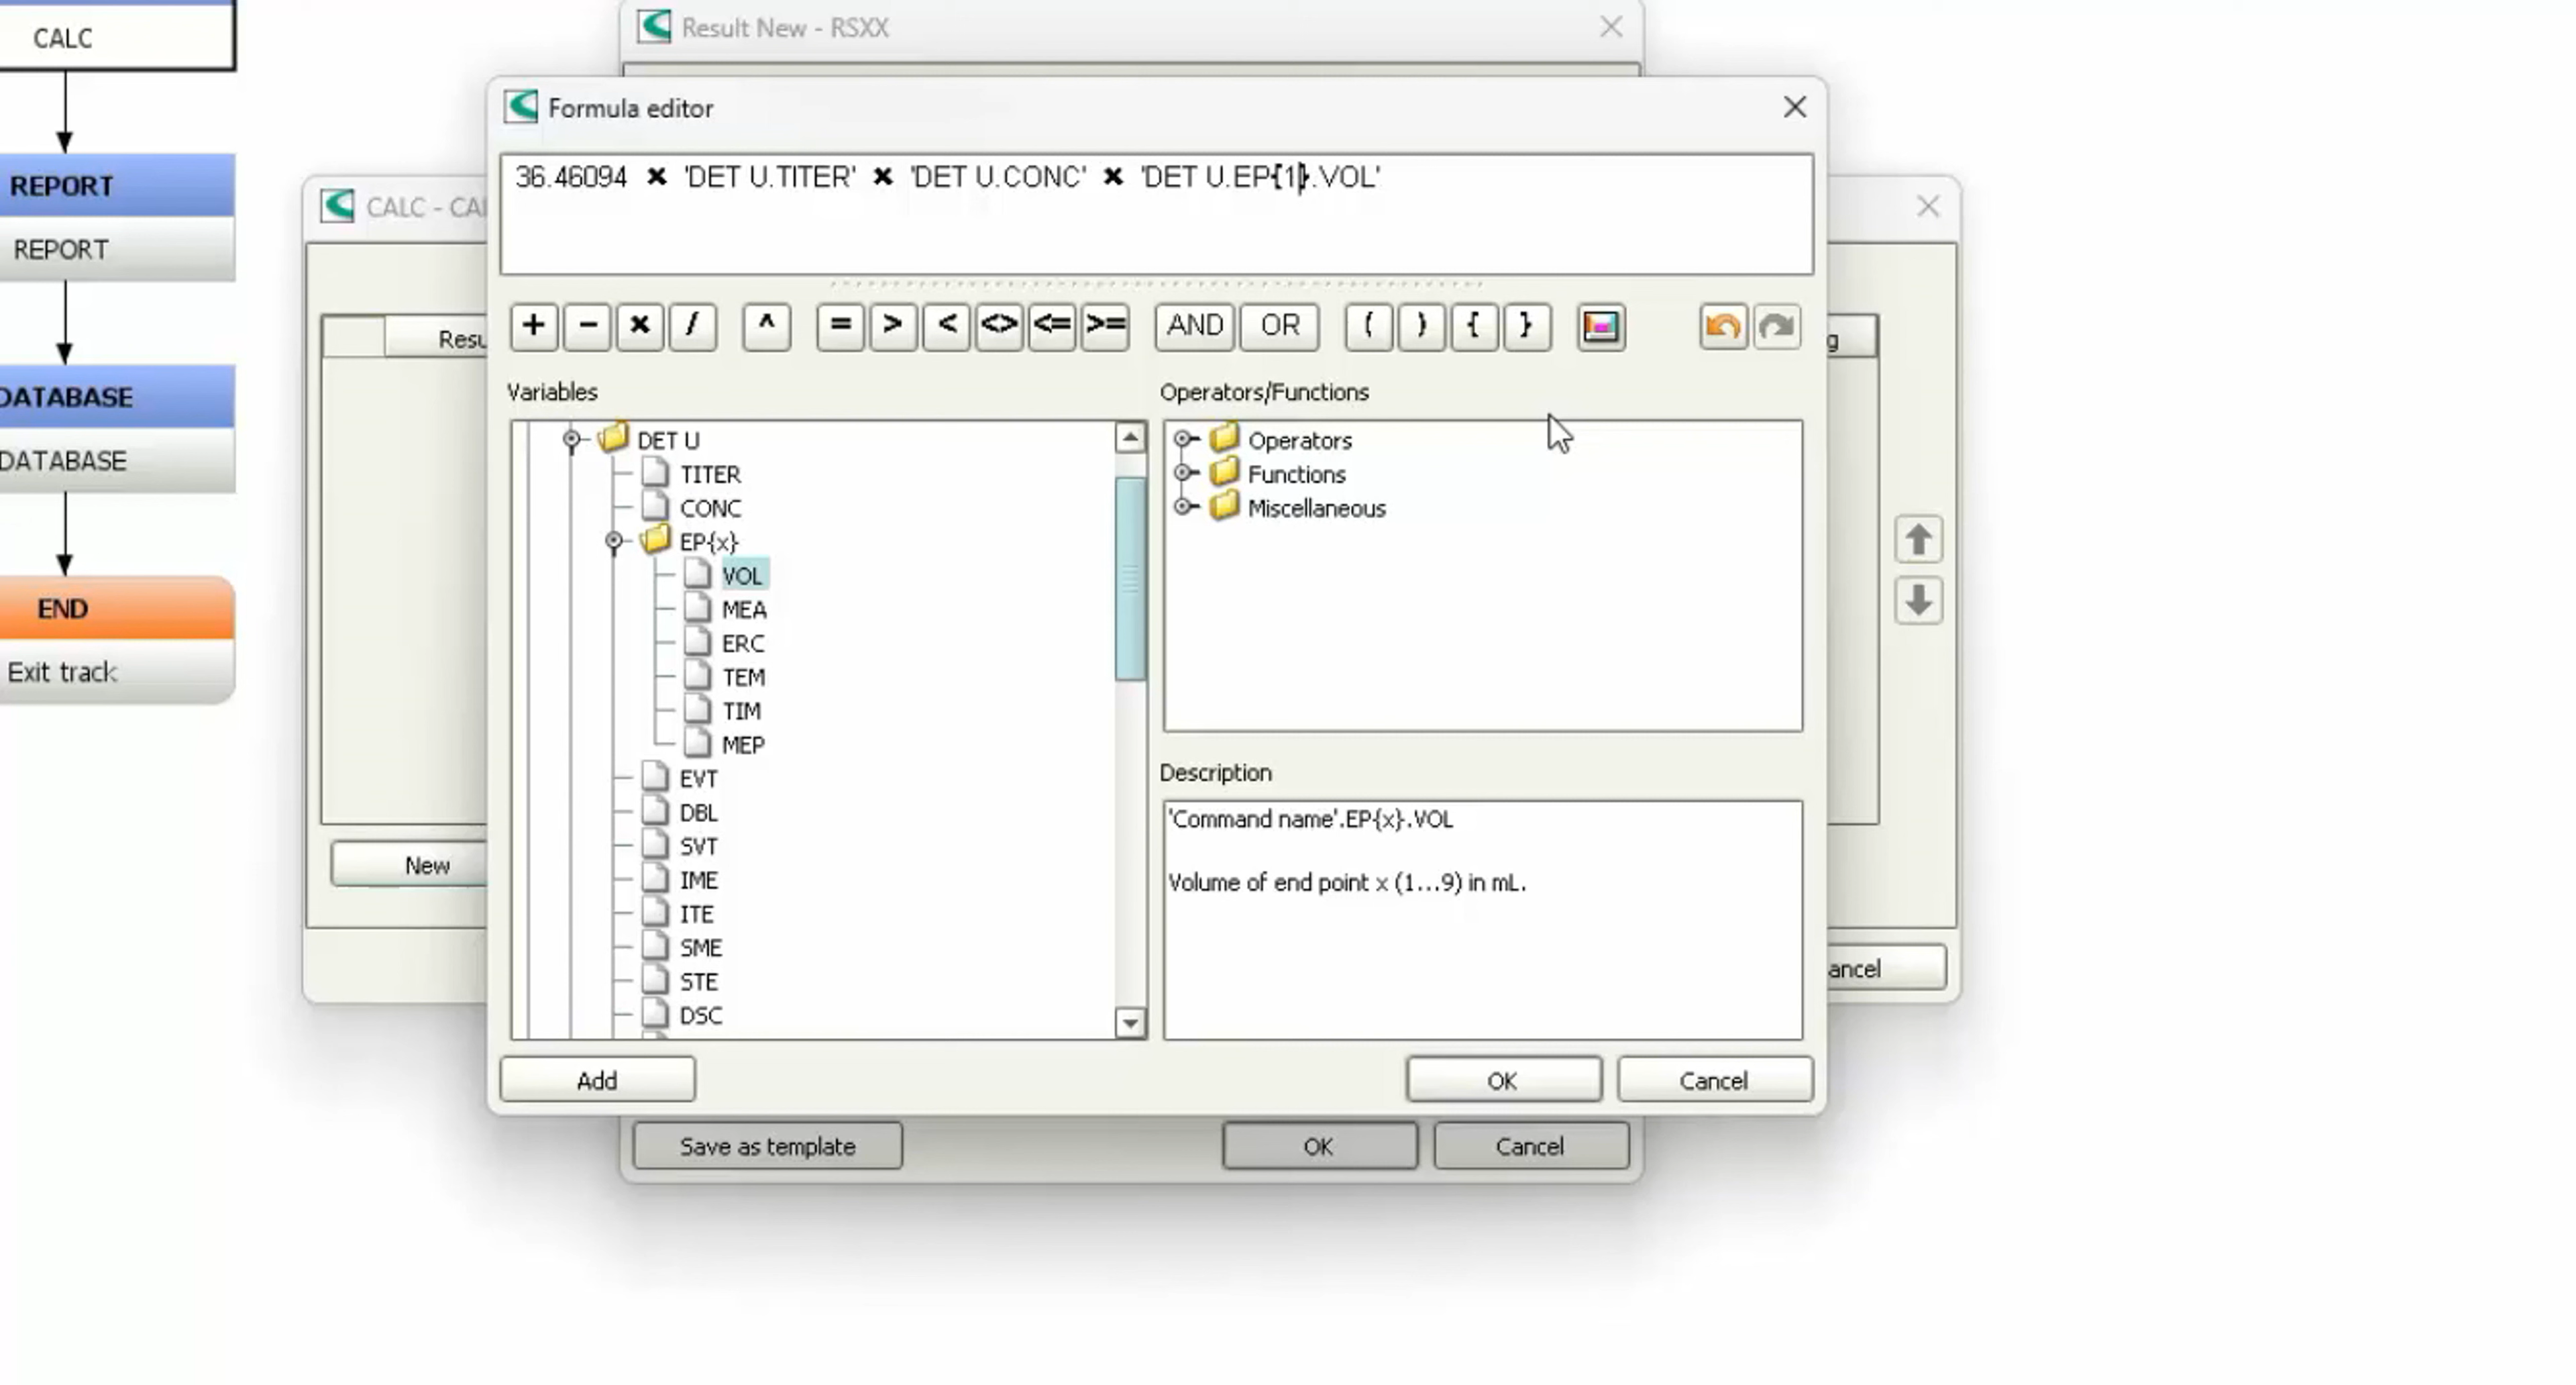 CALC
Result New - RSXX
Formula editor
36.46094 ✖ 'DET U.TITER' ✖ 'DET U.CONC' ✖ 'DET U.EP{1}.VOL'
REPORT
REPORT
CALC - CAL
+ - × / ^ = > < <> <= >= AND OR ( ) { }
Resu
g
Variables
Operators/Functions
DATABASE
DATABASE
DET U
TITER
CONC
EP{x}
VOL
MEA
ERC
TEM
TIM
MEP
EVT
DBL
SVT
IME
ITE
SME
STE
DSC
Operators
Functions
Miscellaneous
END
Exit track
Description
'Command name'.EP{x}.VOL
Volume of end point x (1...9) in mL.
New
ancel
Add
OK
Cancel
Save as template
OK
Cancel